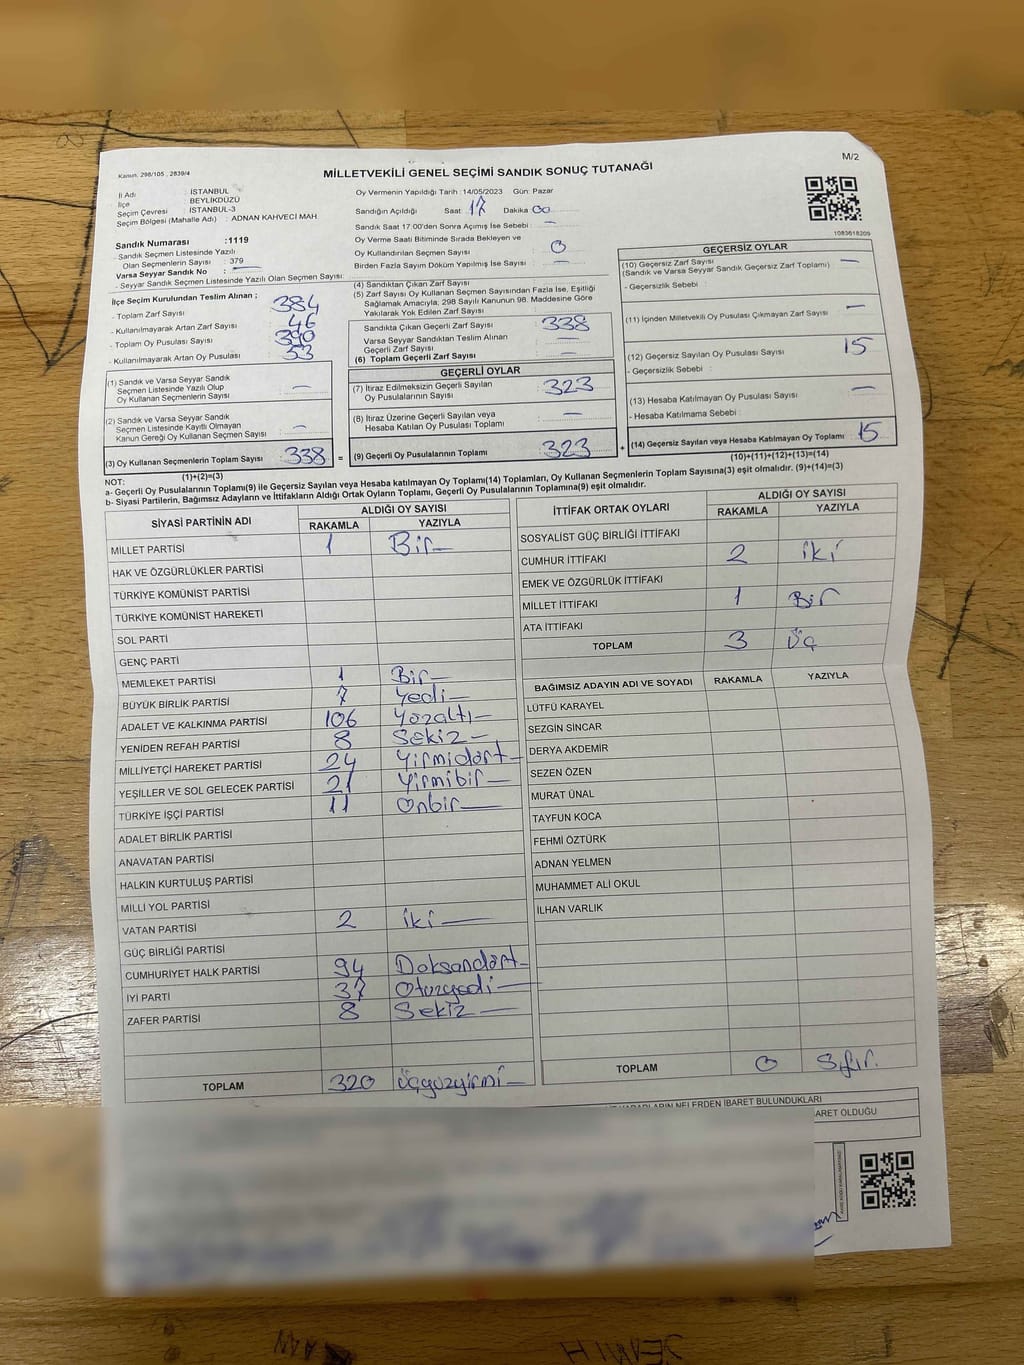 Kanun. 298/105 , 2839/4
M/2
MİLLETVEKİLİ GENEL SEÇİMİ SANDIK SONUÇ TUTANAĞI
İl Adı : İSTANBUL
İlçe : BEYLİKDÜZÜ
Seçim Çevresi : İSTANBUL-3
Seçim Bölgesi (Mahalle Adı) : ADNAN KAHVECİ MAH
Sandık Numarası :1119
- Sandık Seçmen Listesinde Yazılı
Olan Seçmenlerin Sayısı : 379
Varsa Seyyar Sandık No :
- Seyyar Sandık Seçmen Listesinde Yazılı Olan Seçmen Sayısı:
Oy Vermenin Yapıldığı Tarih :14/05/2023 Gün: Pazar
Sandığın Açıldığı Saat 17 Dakika 00
Sandık Saat 17:00'den Sonra Açımış İse Sebebi : —
Oy Verme Saati Bitiminde Sırada Bekleyen ve
Oy Kullandırılan Seçmen Sayısı : 0
Birden Fazla Sayım Döküm Yapılmış İse Sayısı : —
1083618209
İlçe Seçim Kurulundan Teslim Alınan ;
- Toplam Zarf Sayısı : 384
- Kullanılmayarak Artan Zarf Sayısı : 46
- Toplam Oy Pusulası Sayısı : 390
- Kullanılmayarak Artan Oy Pusulası : 53
(1) Sandık ve Varsa Seyyar Sandık
Seçmen Listesinde Yazılı Olup
Oy Kullanan Seçmenlerin Sayısı : —
(2) Sandık ve Varsa Seyyar Sandık
Seçmen Listesinde Kayıtlı Olmayan
Kanun Gereği Oy Kullanan Seçmen Sayısı : —
(3) Oy Kullanan Seçmenlerin Toplam Sayısı : 338 =
(1)+(2)=(3)
(4) Sandıktan Çıkan Zarf Sayısı :
(5) Zarf Sayısı Oy Kullanan Seçmen Sayısından Fazla İse, Eşitliği
Sağlamak Amacıyla; 298 Sayılı Kanunun 98. Maddesine Göre
Yakılarak Yok Edilen Zarf Sayısı :
Sandıkta Çıkan Geçerli Zarf Sayısı : 338
Varsa Seyyar Sandıktan Teslim Alınan
Geçerli Zarf Sayısı : —
(6) Toplam Geçerli Zarf Sayısı : —
GEÇERLİ OYLAR
(7) İtiraz Edilmeksizin Geçerli Sayılan
Oy Pusulalarının Sayısı : 323
(8) İtiraz Üzerine Geçerli Sayılan veya
Hesaba Katılan Oy Pusulası Toplamı : —
(9) Geçerli Oy Pusulalarının Toplamı : 323 +
GEÇERSİZ OYLAR
(10) Geçersiz Zarf Sayısı : —
(Sandık ve Varsa Seyyar Sandık Geçersiz Zarf Toplamı)
- Geçersizlik Sebebi :
(11) İçinden Milletvekili Oy Pusulası Çıkmayan Zarf Sayısı : —
(12) Geçersiz Sayılan Oy Pusulası Sayısı : 15
- Geçersizlik Sebebi :
(13) Hesaba Katılmayan Oy Pusulası Sayısı : —
- Hesaba Katılmama Sebebi :
(14) Geçersiz Sayılan veya Hesaba Katılmayan Oy Toplamı : 15
(10)+(11)+(12)+(13)=(14)
NOT:
a- Geçerli Oy Pusulalarının Toplamı(9) ile Geçersiz Sayılan veya Hesaba katılmayan Oy Toplamı(14) Toplamları, Oy Kullanan Seçmenlerin Toplam Sayısına(3) eşit olmalıdır. (9)+(14)=(3)
b- Siyasi Partilerin, Bağımsız Adayların ve İttifakların Aldığı Ortak Oyların Toplamı, Geçerli Oy Pusulalarının Toplamına(9) eşit olmalıdır.
SİYASİ PARTİNİN ADI ALDIĞI OY SAYISI
RAKAMLA YAZIYLA
MİLLET PARTİSİ 1 Bir
HAK VE ÖZGÜRLÜKLER PARTİSİ
TÜRKİYE KOMÜNİST PARTİSİ
TÜRKİYE KOMÜNİST HAREKETİ
SOL PARTİ
GENÇ PARTİ
MEMLEKET PARTİSİ 1 Bir
BÜYÜK BİRLİK PARTİSİ 7 Yedi
ADALET VE KALKINMA PARTİSİ 106 Yüzaltı
YENİDEN REFAH PARTİSİ 8 Sekiz
MİLLİYETÇİ HAREKET PARTİSİ 24 Yirmidört
YEŞİLLER VE SOL GELECEK PARTİSİ 21 Yirmibir
TÜRKİYE İŞÇİ PARTİSİ 11 Onbir
ADALET BİRLİK PARTİSİ
ANAVATAN PARTİSİ
HALKIN KURTULUŞ PARTİSİ
MİLLİ YOL PARTİSİ
VATAN PARTİSİ 2 iki
GÜÇ BİRLİĞİ PARTİSİ
CUMHURİYET HALK PARTİSİ 94 Doksandört
İYİ PARTİ 37 Otuzyedi
ZAFER PARTİSİ 8 Sekiz
TOPLAM 320 üçyüzyirmi
İTTİFAK ORTAK OYLARI ALDIĞI OY SAYISI
RAKAMLA YAZIYLA
SOSYALİST GÜÇ BİRLİĞİ İTTİFAKI
CUMHUR İTTİFAKI 2 iki
EMEK VE ÖZGÜRLÜK İTTİFAKI
MİLLET İTTİFAKI 1 Bir
ATA İTTİFAKI
TOPLAM 3 üç
BAĞIMSIZ ADAYIN ADI VE SOYADI RAKAMLA YAZIYLA
LÜTFÜ KARAYEL
SEZGİN SİNCAR
DERYA AKDEMİR
SEZEN ÖZEN
MURAT ÜNAL
TAYFUN KOCA
FEHMİ ÖZTÜRK
ADNAN YELMEN
MUHAMMET ALİ OKUL
İLHAN VARLIK
TOPLAM 0 Sıfır.
NELERDEN İBARET BULUNDUKLARI
OLDUĞU